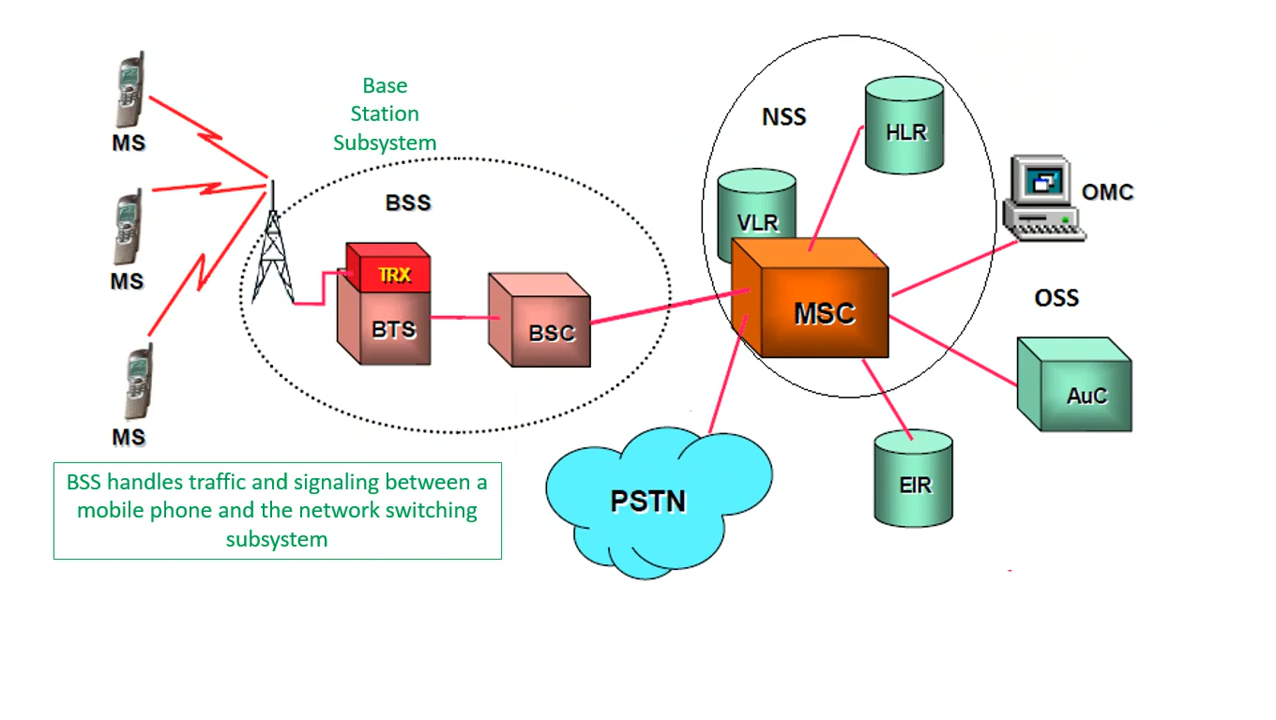 Base
Station
Subsystem
NSS
HLR
MS
OMC
BSS
VLR
TRX
MS
OSS
MSC
BTS
BSC
AuC
MS
EIR
PSTN
BSS handles traffic and signaling between a
mobile phone and the network switching
subsystem